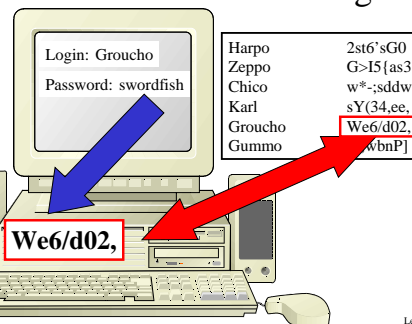 Login: Groucho
Password: swordfish
Harpo 2st6'sG0
Zeppo G>I5{as3
Chico w*-;sddw
Karl sY(34,ee,
Groucho We6/d02,
Gummo wbnP]
We6/d02,